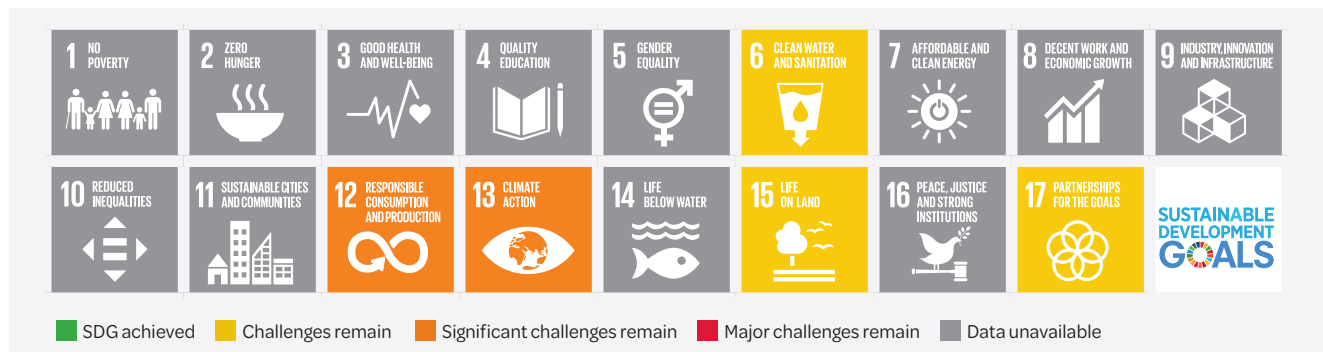 1 NO POVERTY
2 ZERO HUNGER
3 GOOD HEALTH AND WELL-BEING
4 QUALITY EDUCATION
5 GENDER EQUALITY
6 CLEAN WATER AND SANITATION
7 AFFORDABLE AND CLEAN ENERGY
8 DECENT WORK AND ECONOMIC GROWTH
9 INDUSTRY, INNOVATION AND INFRASTRUCTURE
10 REDUCED INEQUALITIES
11 SUSTAINABLE CITIES AND COMMUNITIES
12 RESPONSIBLE CONSUMPTION AND PRODUCTION
13 CLIMATE ACTION
14 LIFE BELOW WATER
15 LIFE ON LAND
16 PEACE, JUSTICE AND STRONG INSTITUTIONS
17 PARTNERSHIPS FOR THE GOALS
SUSTAINABLE
DEVELOPMENT
GOALS
SDG achieved
Challenges remain
Significant challenges remain
Major challenges remain
Data unavailable